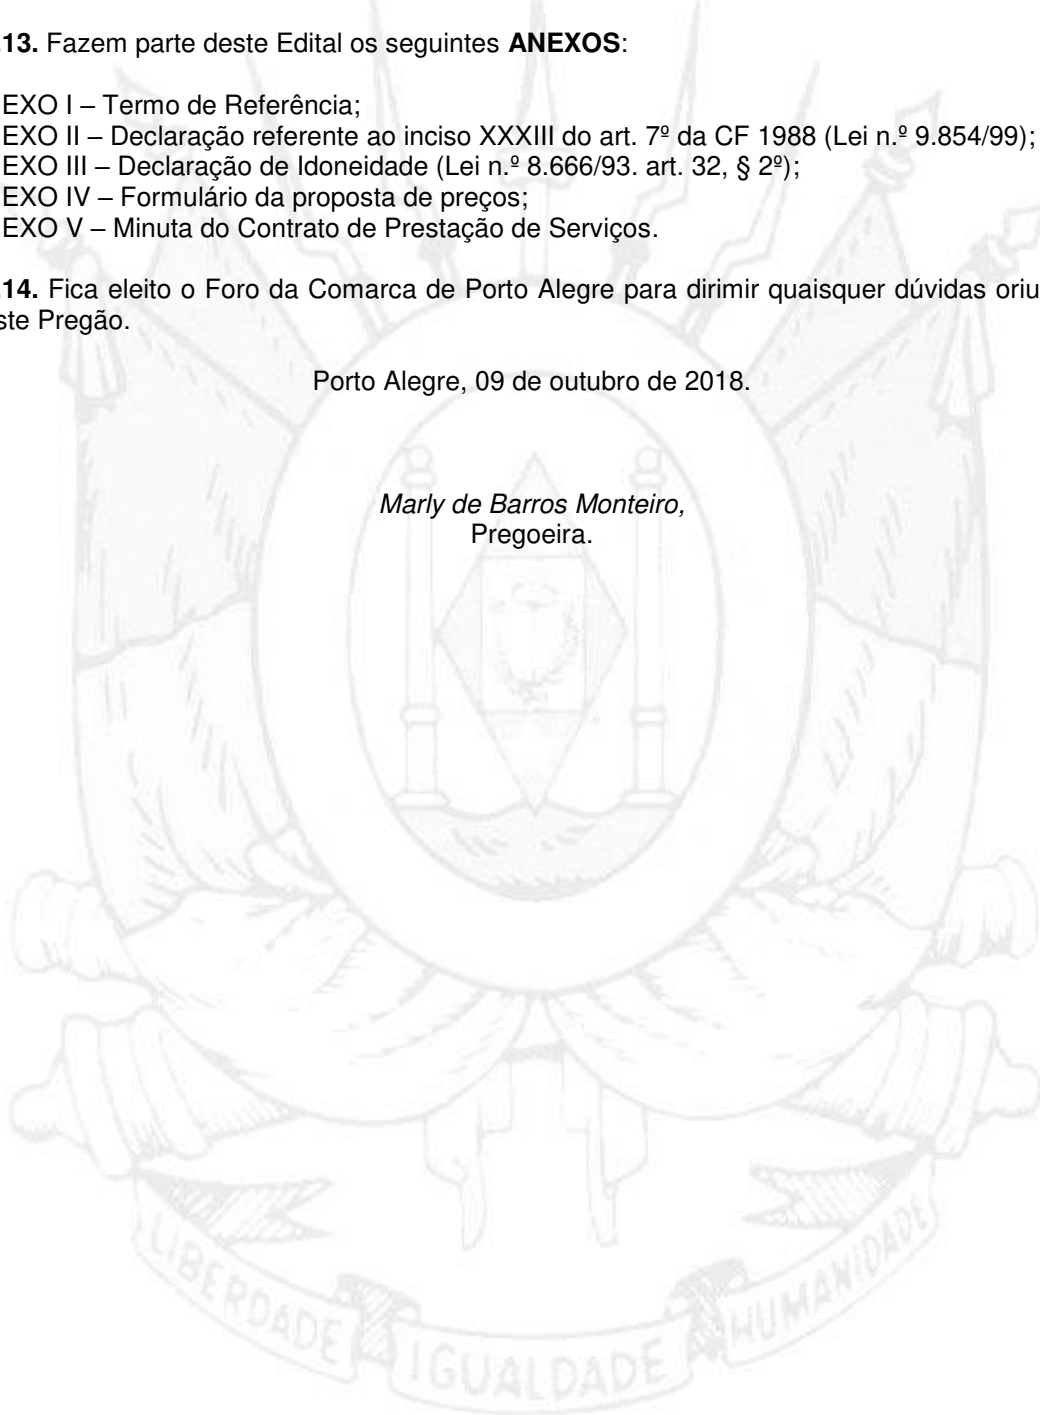 .13. Fazem parte deste Edital os seguintes ANEXOS:
EXO I – Termo de Referência;
EXO II – Declaração referente ao inciso XXXIII do art. 7º da CF 1988 (Lei n.º 9.854/99);
EXO III – Declaração de Idoneidade (Lei n.º 8.666/93. art. 32, § 2º);
EXO IV – Formulário da proposta de preços;
EXO V – Minuta do Contrato de Prestação de Serviços.
.14. Fica eleito o Foro da Comarca de Porto Alegre para dirimir quaisquer dúvidas oriu
ste Pregão.
Porto Alegre, 09 de outubro de 2018.
Marly de Barros Monteiro,
Pregoeira.
LIBERDADE IGUALDADE HUMANIDADE